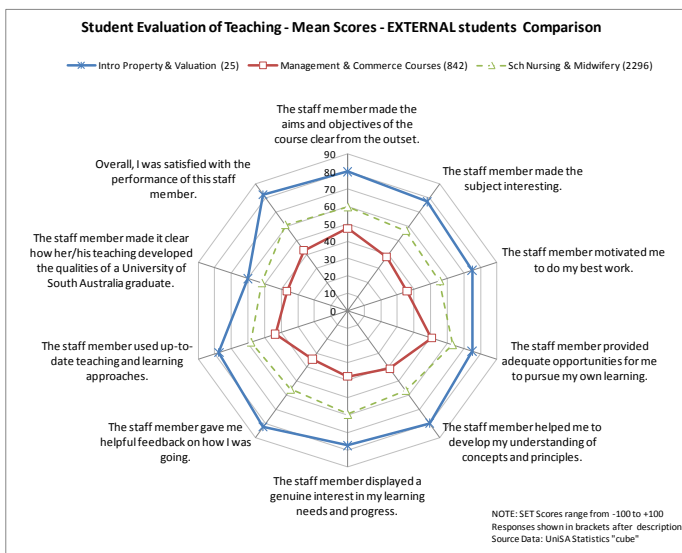 Student Evaluation of Teaching - Mean Scores - EXTERNAL students Comparison
Intro Property & Valuation (25)
Management & Commerce Courses (842)
Sch Nursing & Midwifery (2296)
The staff member made the
aims and objectives of the
course clear from the outset.
The staff member made the
subject interesting.
The staff member motivated me
to do my best work.
The staff member provided
adequate opportunities for me
to pursue my own learning.
The staff member helped me to
develop my understanding of
concepts and principles.
The staff member displayed a
genuine interest in my learning
needs and progress.
The staff member gave me
helpful feedback on how I was
going.
The staff member used up-to-
date teaching and learning
approaches.
The staff member made it clear
how her/his teaching developed
the qualities of a University of
South Australia graduate.
Overall, I was satisfied with the
performance of this staff
member.
90
80
70
60
50
40
30
20
10
0
NOTE: SET Scores range from -100 to +100
Responses shown in brackets after description
Source Data: UniSA Statistics "cube"